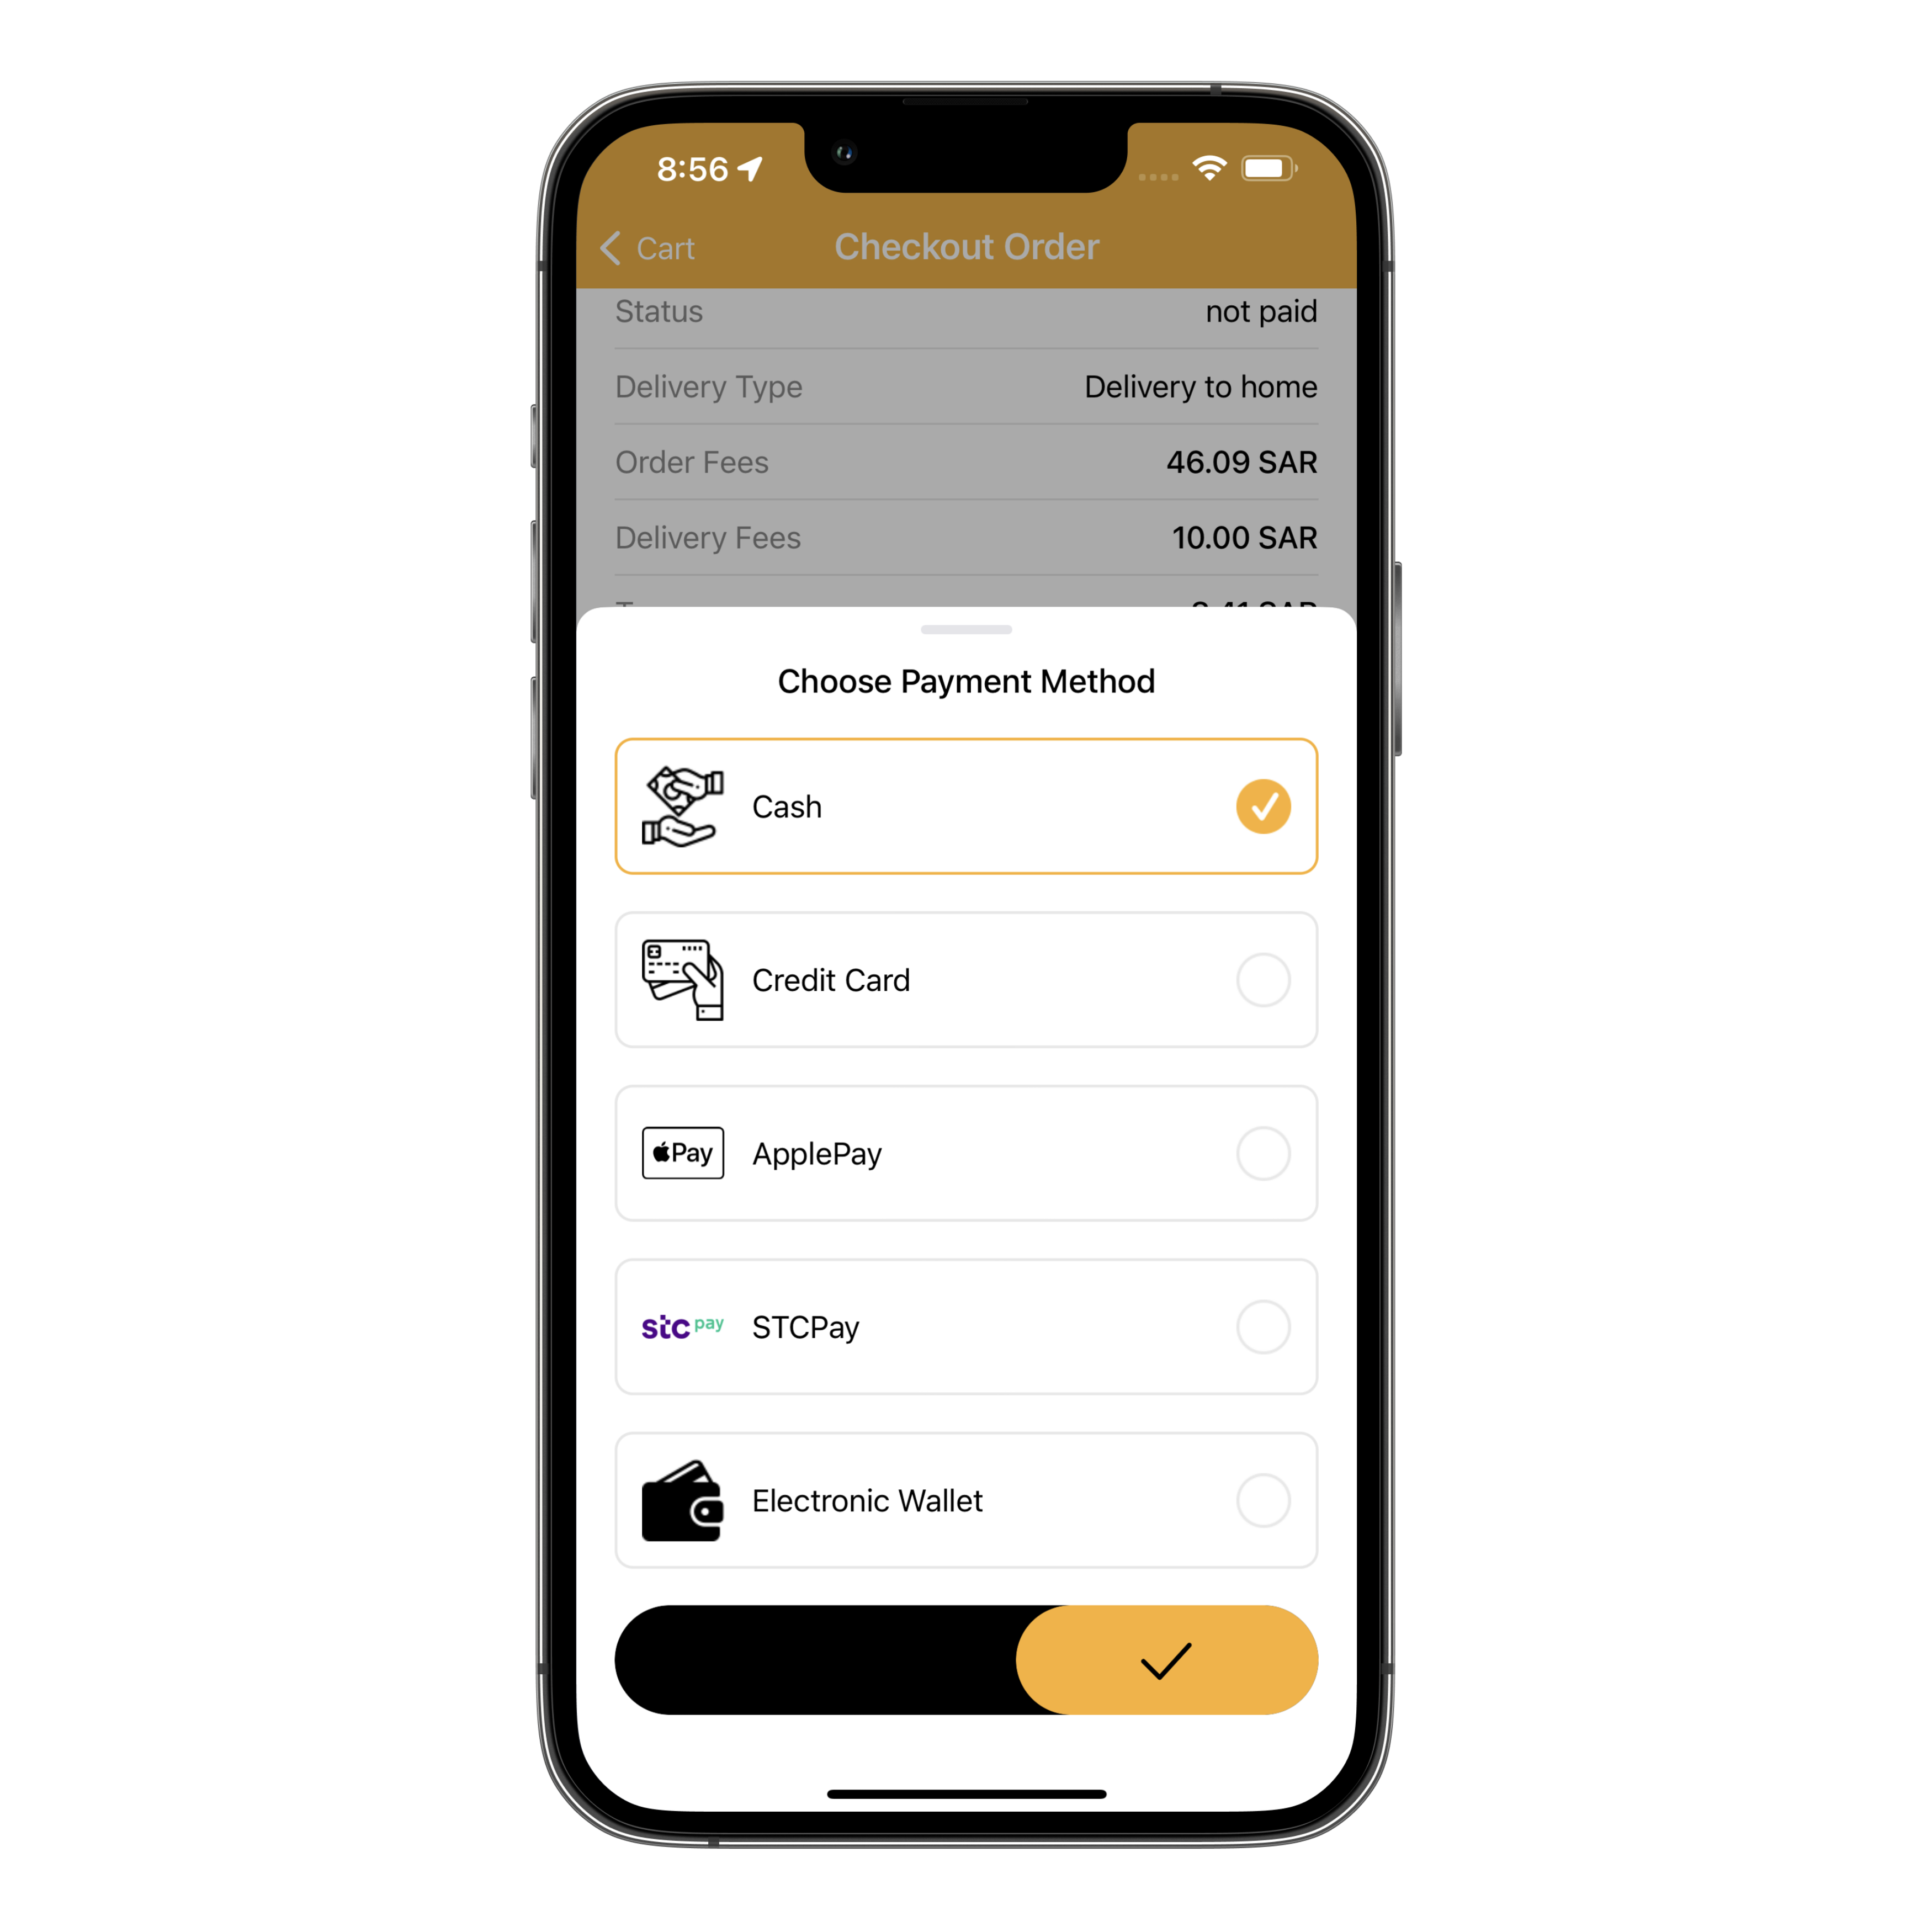 8:56
Cart
Checkout Order
Status not paid
Delivery Type Delivery to home
Order Fees 46.09 SAR
Delivery Fees 10.00 SAR
Choose Payment Method
Cash
Credit Card
Pay ApplePay
stc pay STCPay
Electronic Wallet